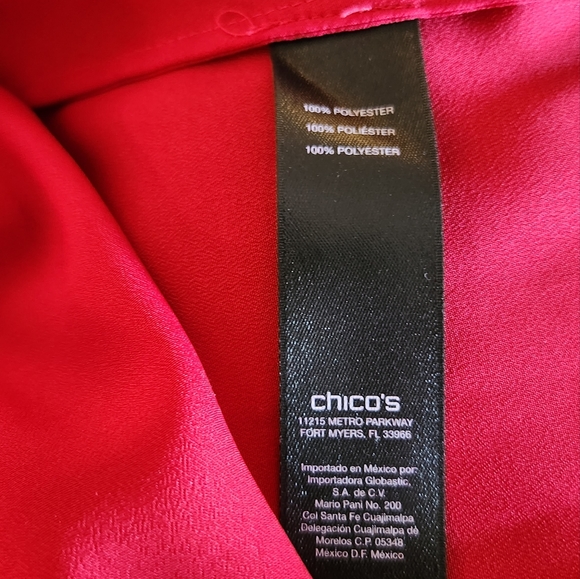 100% POLYESTER
100% POLIÉSTER
100% POLYESTER
chico's
11215 METRO PARKWAY
FORT MYERS, FL 33966
Importado en México por:
Importadora Globastic,
S.A. de C.V.
Mario Pani No. 200
Col Santa Fe Cuajimalpa
Delegación Cuajimalpa de
Morelos C.P. 05348
México D.F. México